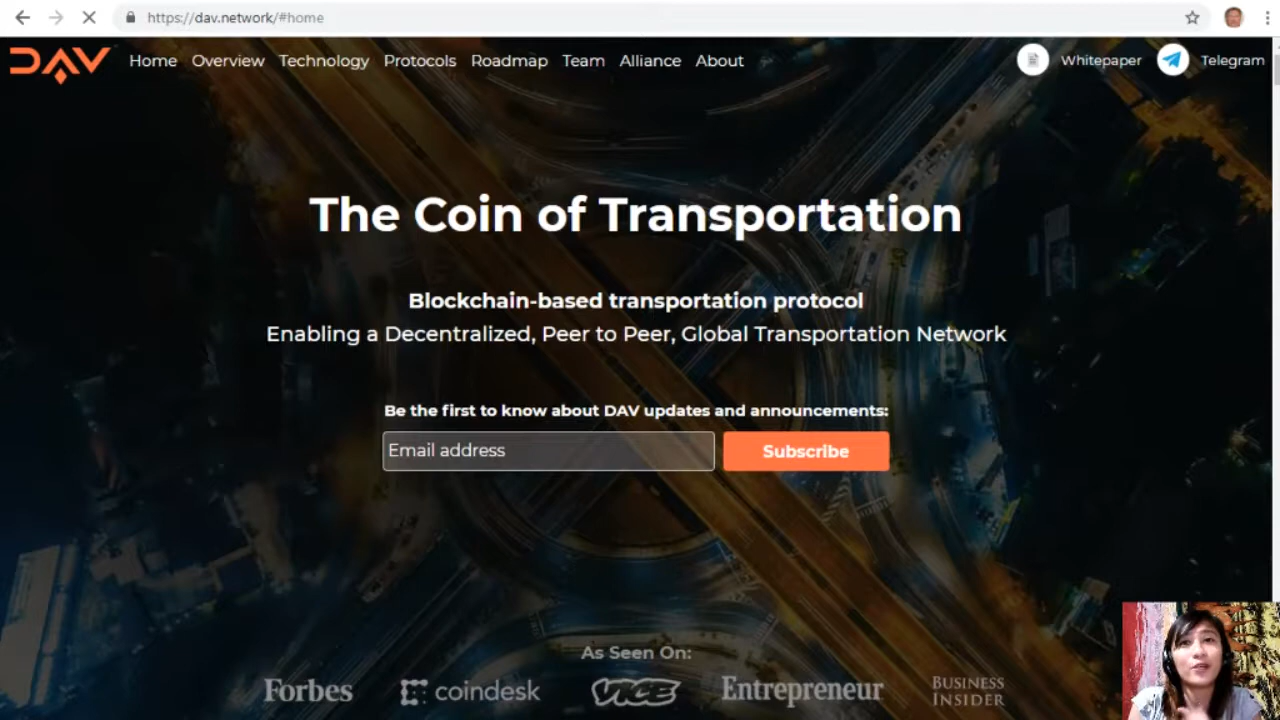 https://dav.network/#home
DAV
Home Overview Technology Protocols Roadmap Team Alliance About Whitepaper Telegram
The Coin of Transportation
Blockchain-based transportation protocol
Enabling a Decentralized, Peer to Peer, Global Transportation Network
Be the first to know about DAV updates and announcements:
Email address Subscribe
As Seen On:
Forbes coindesk VICE Entrepreneur BUSINESS
INSIDER